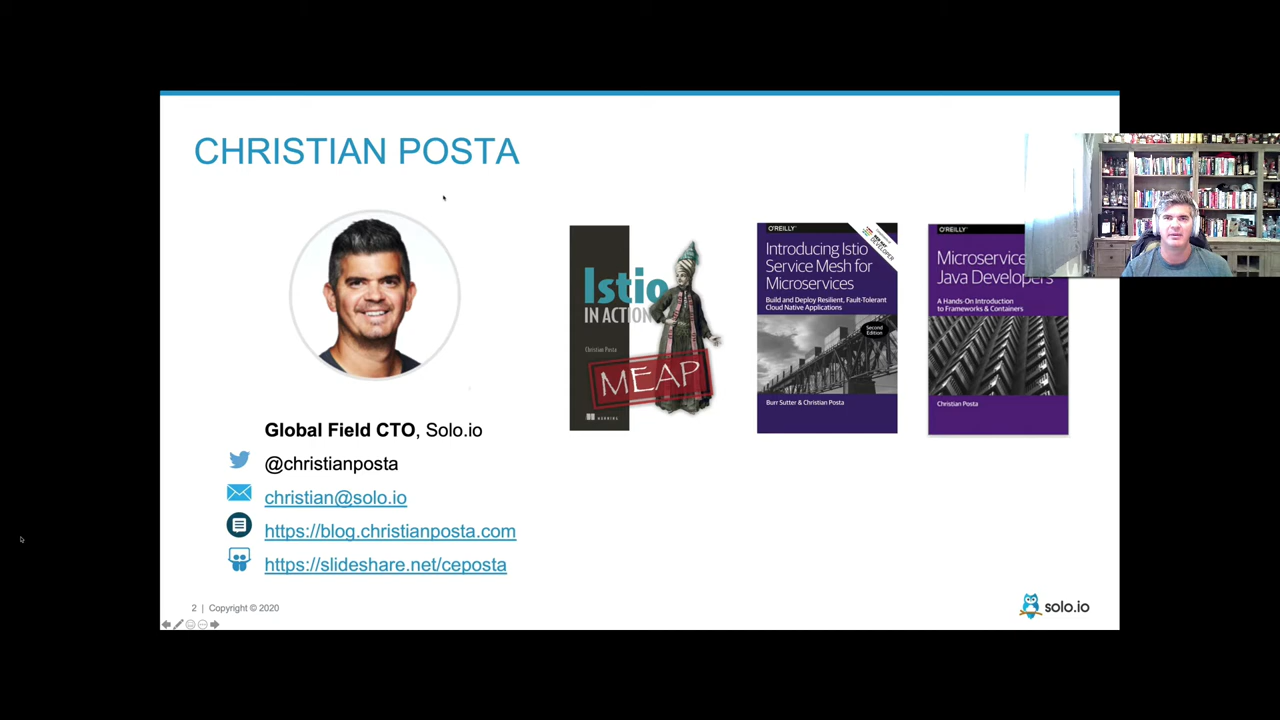 CHRISTIAN POSTA
Global Field CTO, Solo.io
@christianposta
christian@solo.io
https://blog.christianposta.com
https://slideshare.net/ceposta
Istio
IN ACTION
Christian Posta
MEAP
MANNING
O'REILLY
Introducing Istio
Service Mesh for
Microservices
Build and Deploy Resilient, Fault-Tolerant
Cloud Native Applications
Second
Edition
Burr Sutter & Christian Posta
O'REILLY
Java Developers
A Hands-On Introduction
to Frameworks & Containers
Christian Posta
2 | Copyright © 2020
solo.io